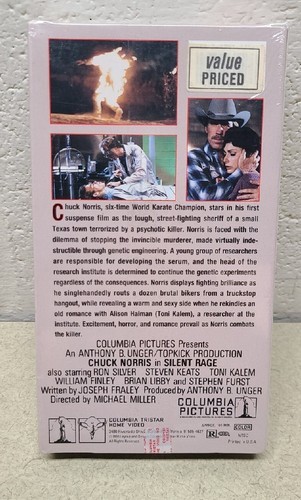 value
PRICED
Chuck Norris, six-time World Karate Champion, stars in his first
suspense film as the tough, street-fighting sheriff of a small
Texas town terrorized by a psychotic killer. Norris is faced with the
dilemma of stopping the invincible murderer, made virtually inde-
structible through genetic engineering. A young group of researchers
are responsible for developing the serum, and the head of the
research institute is determined to continue the genetic experiments
regardless of the consequences. Norris displays fighting brilliance as
he singlehandedly routs a dozen brutal bikers from a truckstop
hangout, while revealing a warm and sexy side when he rekindles an
old romance with Alison Halman (Toni Kalem), a researcher at the
institute. Excitement, horror, and romance prevail as Norris combats
the killer.
COLUMBIA PICTURES Presents
An ANTHONY B. UNGER/TOPKICK PRODUCTION
CHUCK NORRIS in SILENT RAGE
also starring RON SILVER STEVEN KEATS TONI KALEM
WILLIAM FINLEY BRIAN LIBBY and STEPHEN FURST
Written by JOSEPH FRALEY Produced by ANTHONY B. UNGER
Directed by MICHAEL MILLER
COLUMBIA
PICTURES
COLUMBIA TRISTAR
HOME VIDEO
R
COLOR
NTSC
Printed in U.S.A.